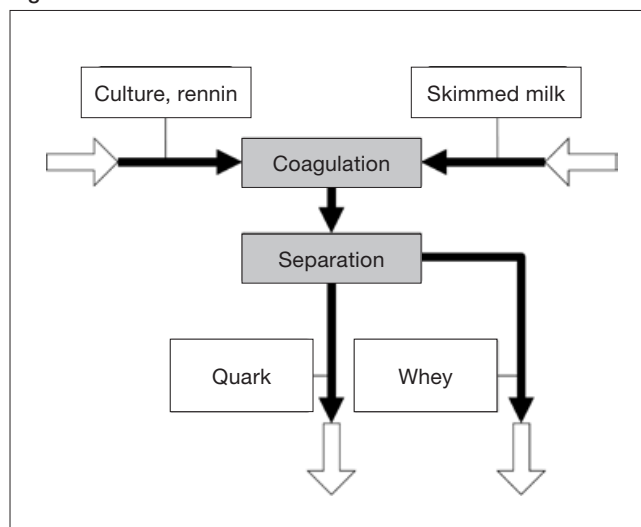 Culture, rennin
Skimmed milk
Coagulation
Separation
Quark
Whey